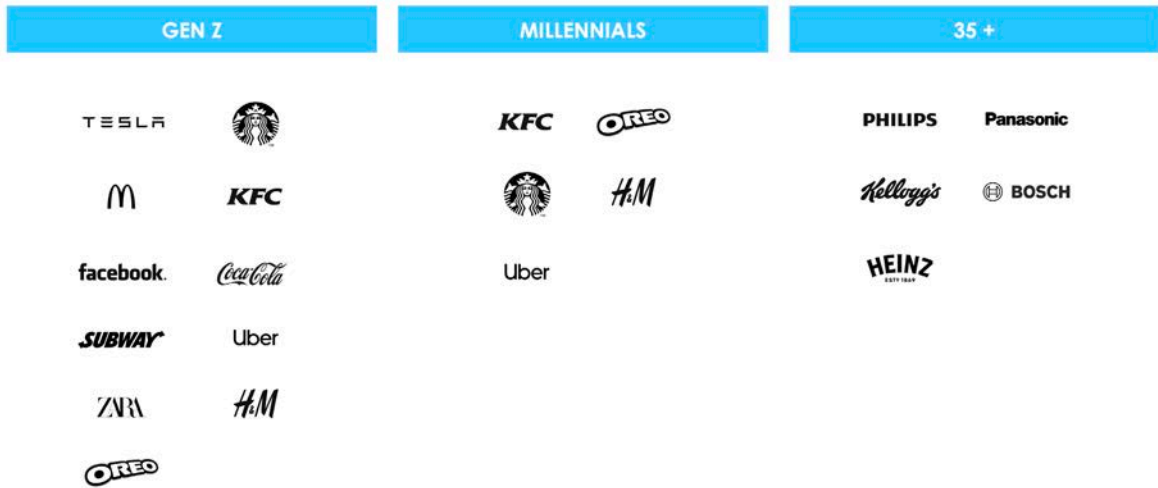 GEN Z
MILLENNIALS
35 +
TESLA
KFC
facebook.
Coca-Cola
SUBWAY
Uber
ZARA
H&M
OREO
KFC
OREO
H&M
Uber
PHILIPS
Panasonic
Kellogg's
BOSCH
HEINZ
ESTD 1869